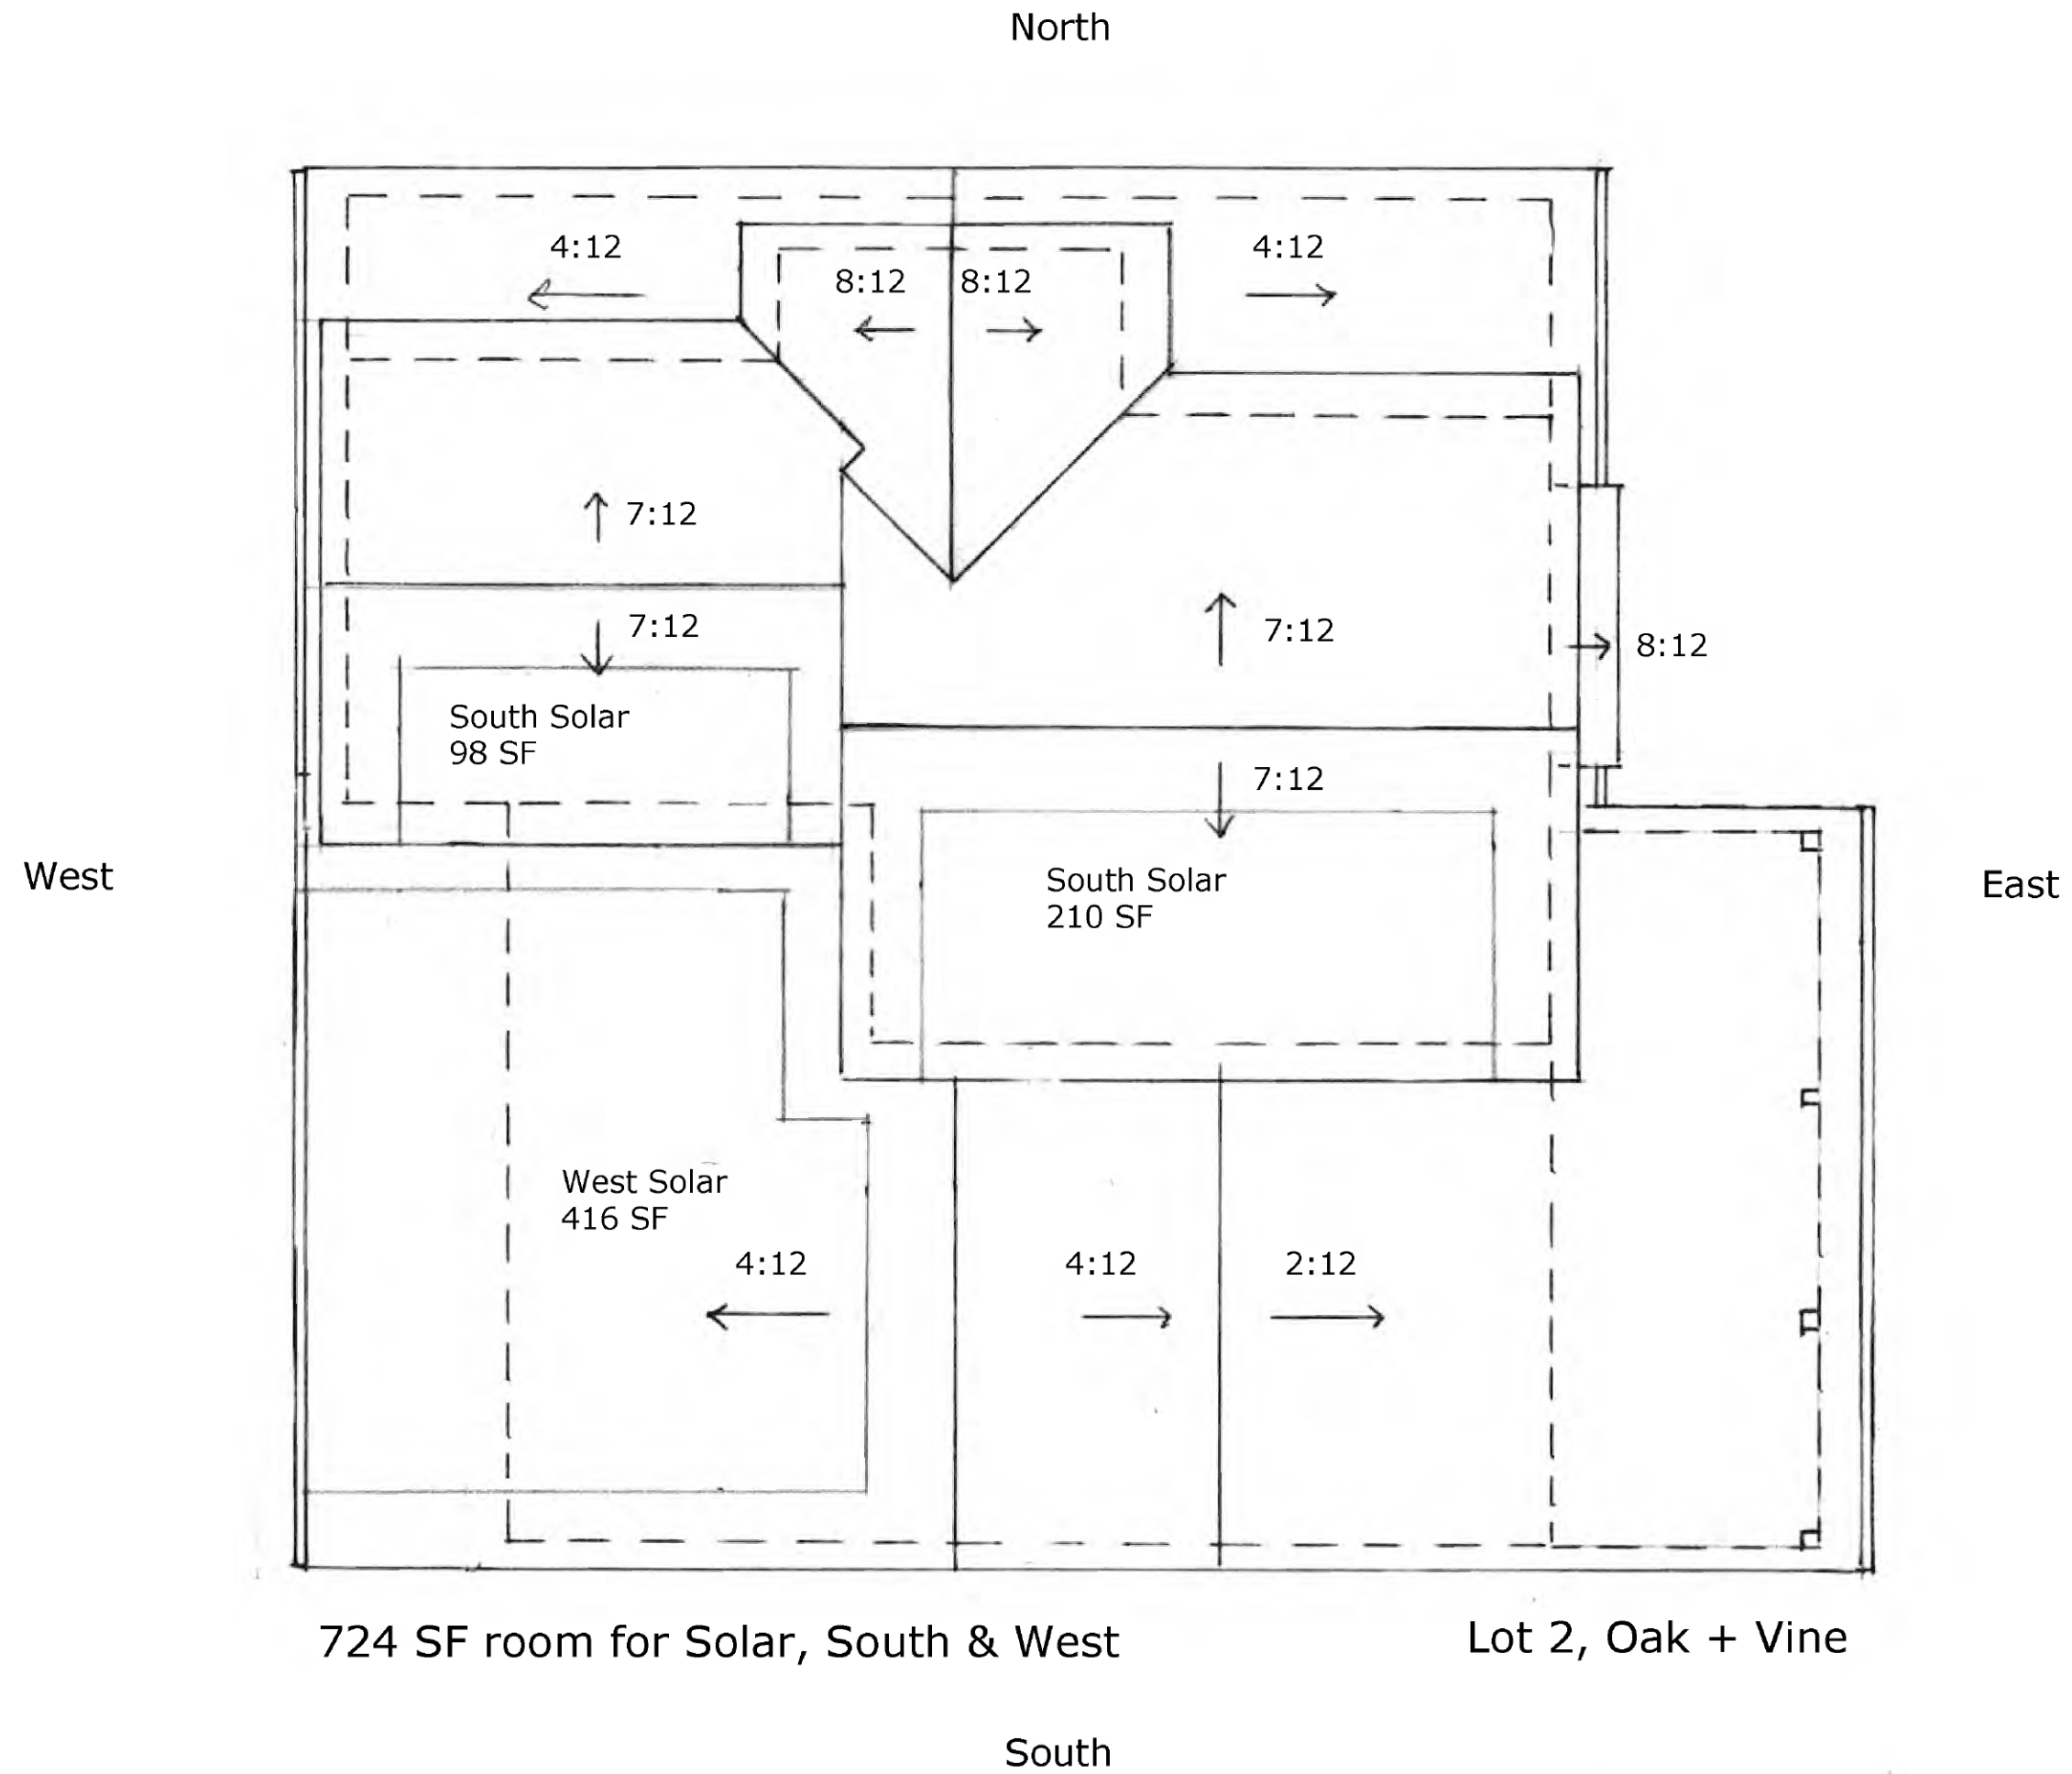 North
4:12
4:12
8:12
8:12
7:12
7:12
7:12
8:12
South Solar
98 SF
7:12
West
East
South Solar
210 SF
West Solar
416 SF
4:12
4:12
2:12
724 SF room for Solar, South & West
Lot 2, Oak + Vine
South